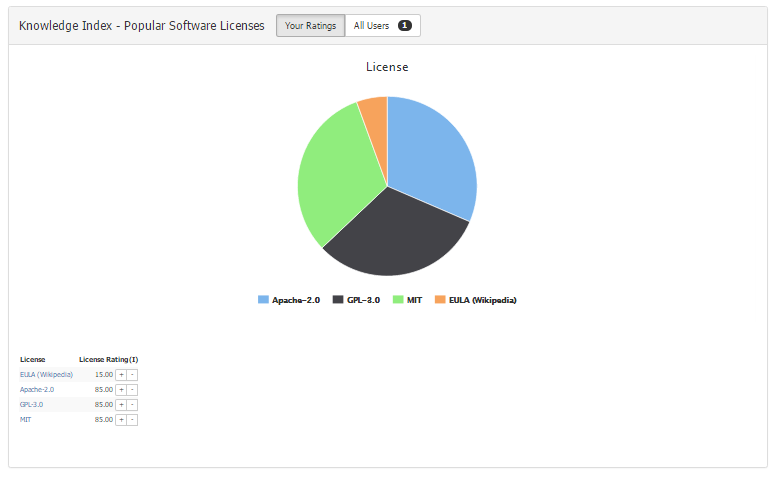 Knowledge Index - Popular Software Licenses Your Ratings All Users 1
License
Apache-2.0 GPL-3.0 MIT EULA (Wikipedia)
License License Rating(I)
EULA (Wikipedia) 15.00 + -
Apache-2.0 85.00 + -
GPL-3.0 85.00 + -
MIT 85.00 + -